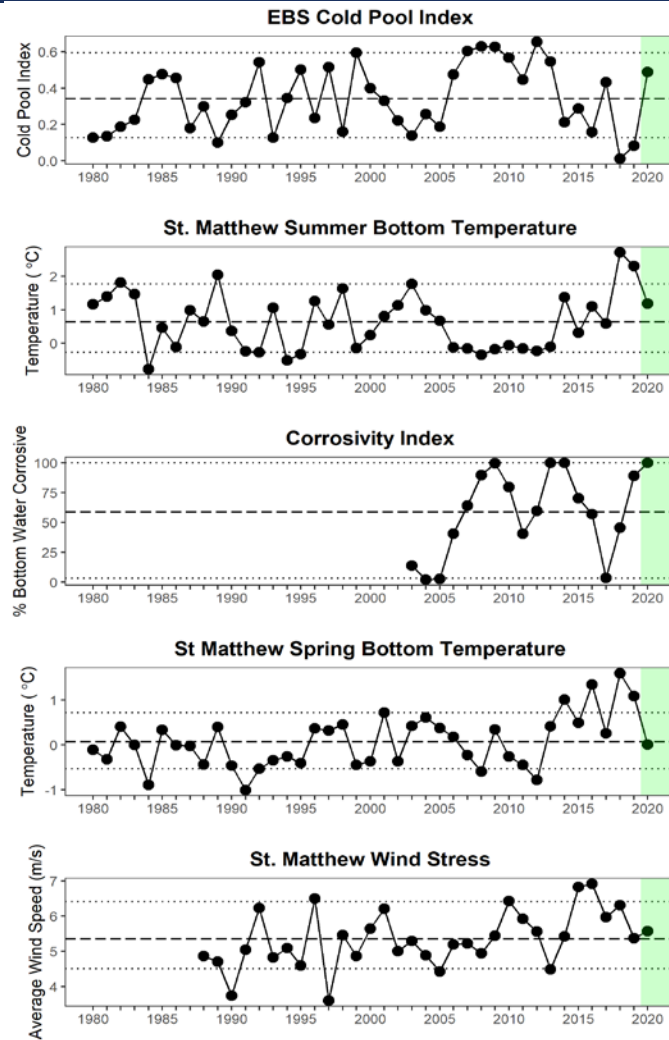 EBS Cold Pool Index
Cold Pool Index
0.6
0.4
0.2
0.0
1980 1985 1990 1995 2000 2005 2010 2015 2020
St. Matthew Summer Bottom Temperature
Temperature ( °C)
2
1
0
1980 1985 1990 1995 2000 2005 2010 2015 2020
Corrosivity Index
% Bottom Water Corrosive
100
75
50
25
0
1980 1985 1990 1995 2000 2005 2010 2015 2020
St Matthew Spring Bottom Temperature
Temperature ( °C)
1
0
-1
1980 1985 1990 1995 2000 2005 2010 2015 2020
St. Matthew Wind Stress
Average Wind Speed (m/s)
7
6
5
4
1980 1985 1990 1995 2000 2005 2010 2015 2020